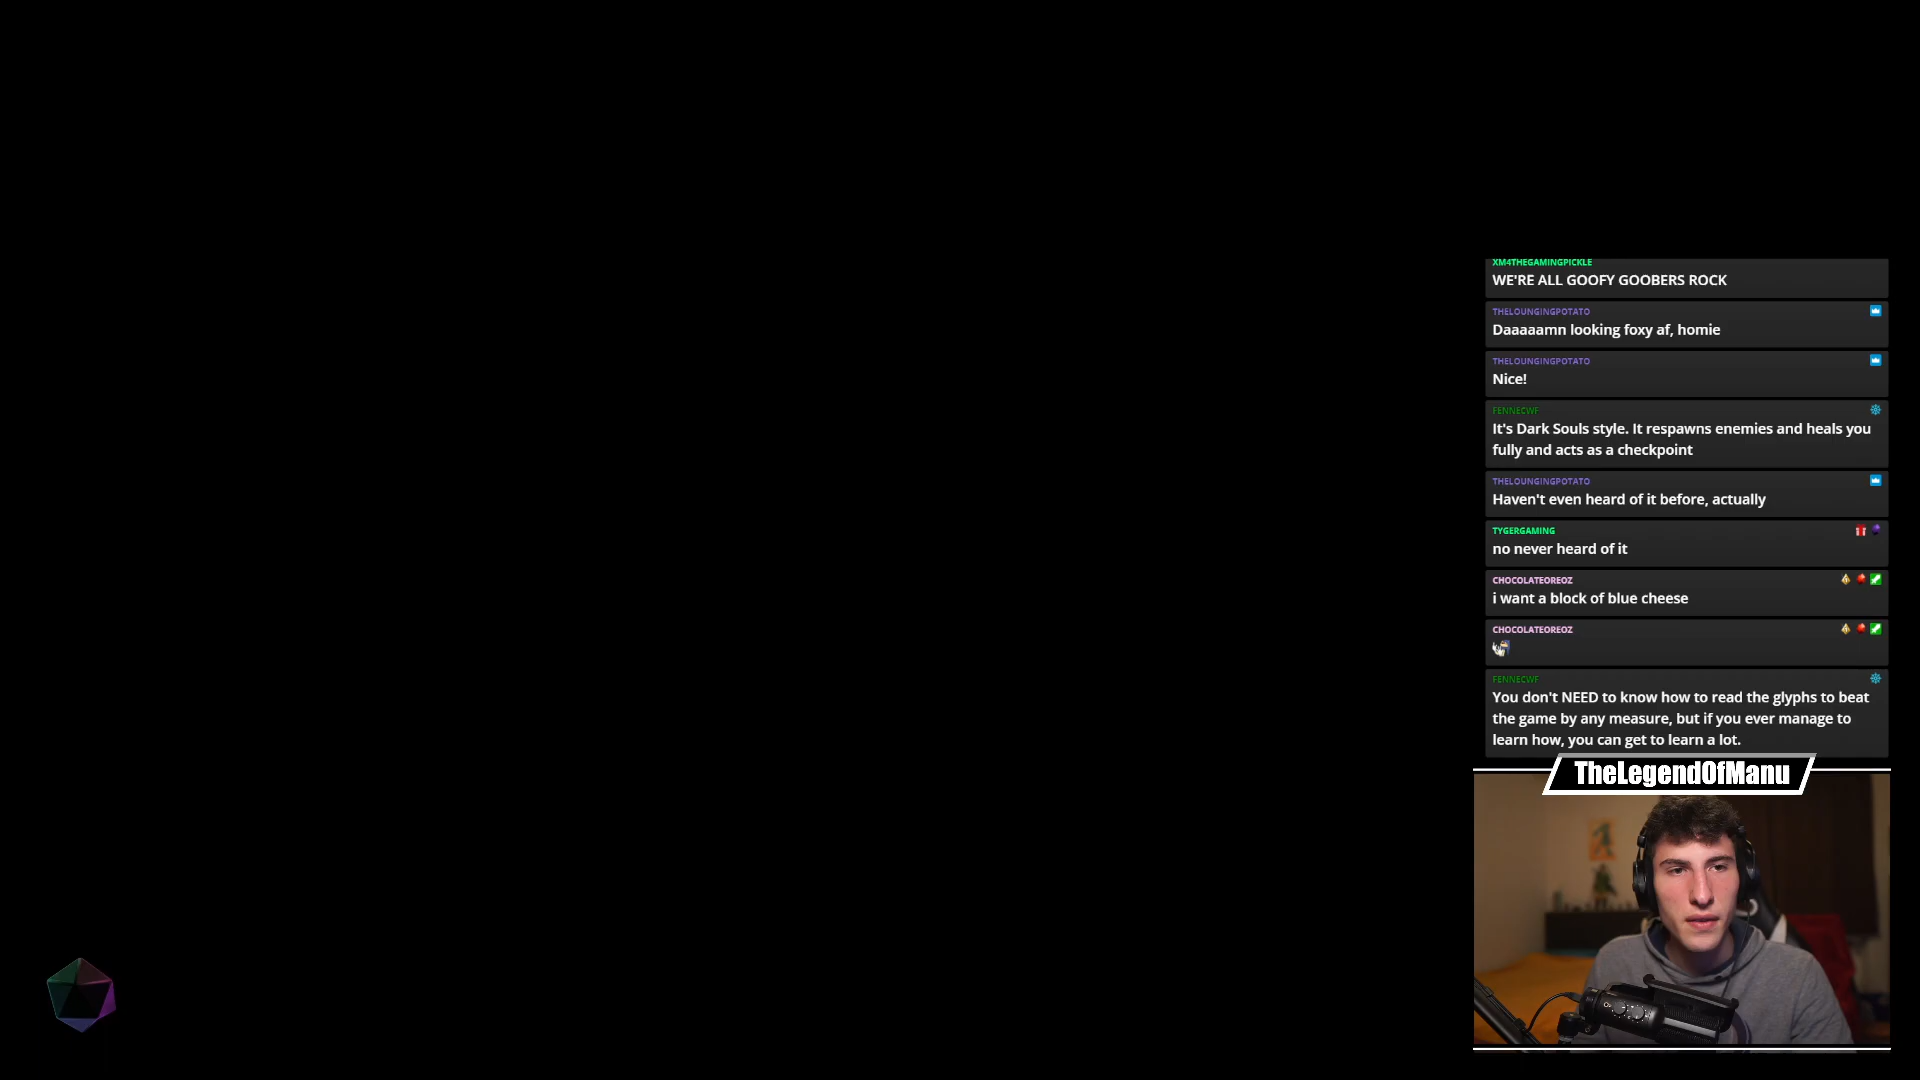 XM4THEGAMINGPICKLE
WE'RE ALL GOOFY GOOBERS ROCK
THELOUNGINGPOTATO
Daaaaamn looking foxy af, homie
THELOUNGINGPOTATO
Nice!
FENNECWF
It's Dark Souls style. It respawns enemies and heals you
fully and acts as a checkpoint
THELOUNGINGPOTATO
Haven't even heard of it before, actually
TYGERGAMING
no never heard of it
CHOCOLATEOREOZ
i want a block of blue cheese
CHOCOLATEOREOZ
FENNECWF
You don't NEED to know how to read the glyphs to beat
the game by any measure, but if you ever manage to
learn how, you can get to learn a lot.
TheLegendOfManu